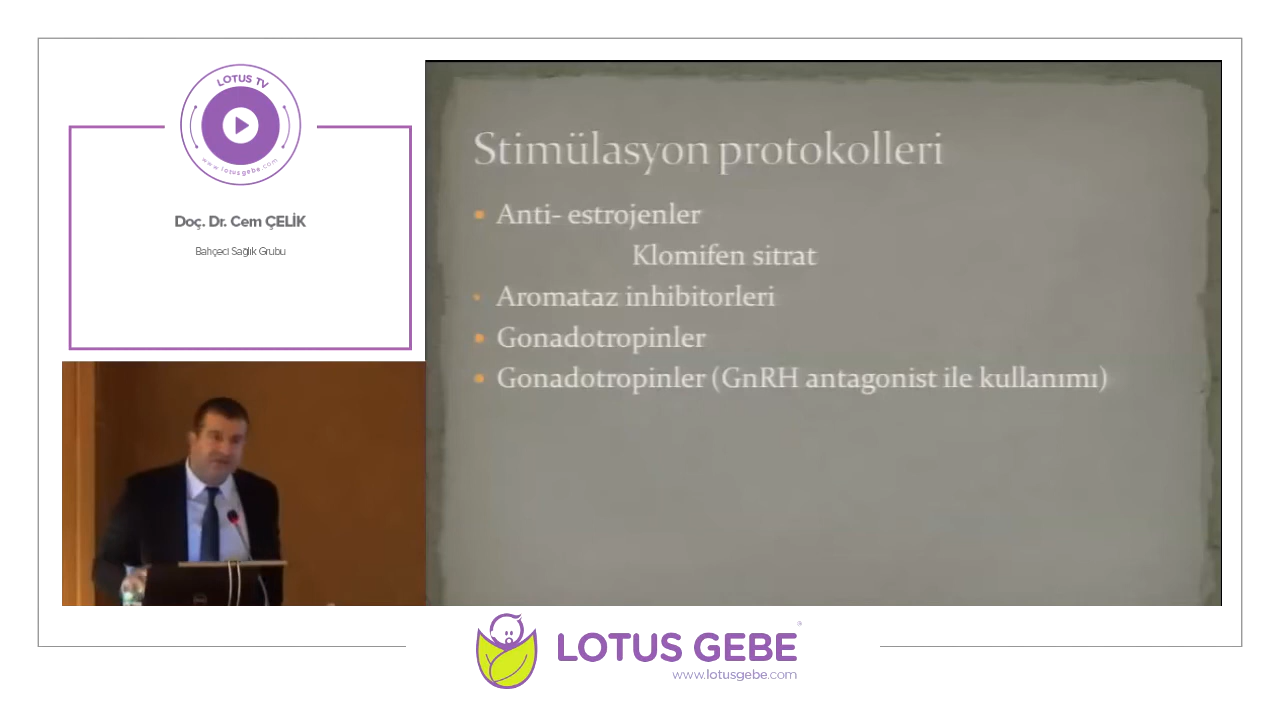 LOTUS TV
www.lotusgebe.com
Doç. Dr. Cem ÇELİK
Bahçeci Sağlık Grubu
Stimülasyon protokolleri
• Anti- estrojenler
Klomifen sitrat
• Aromataz inhibitorleri
• Gonadotropinler
• Gonadotropinler (GnRH antagonist ile kullanımı)
LOTUS GEBE
www.lotusgebe.com